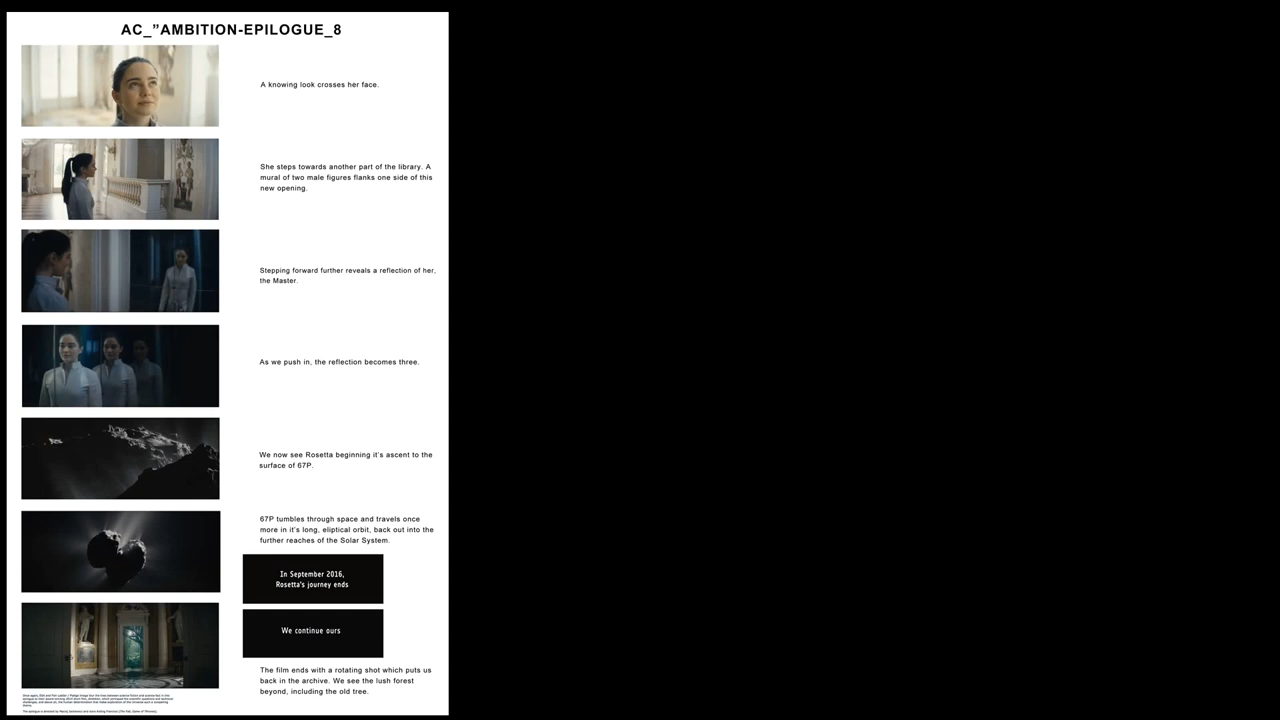 AC_”AMBITION-EPILOGUE_8
A knowing look crosses her face.
She steps towards another part of the library. A
mural of two male figures flanks one side of this
new opening.
Stepping forward further reveals a reflection of her,
the Master.
As we push in, the reflection becomes three.
We now see Rosetta beginning it's ascent to the
surface of 67P.
67P tumbles through space and travels once
more in it's long, eliptical orbit, back out into the
further reaches of the Solar System.
In September 2016,
Rosetta's journey ends
We continue ours
The film ends with a rotating shot which puts us
back in the archive. We see the lush forest
beyond, including the old tree.